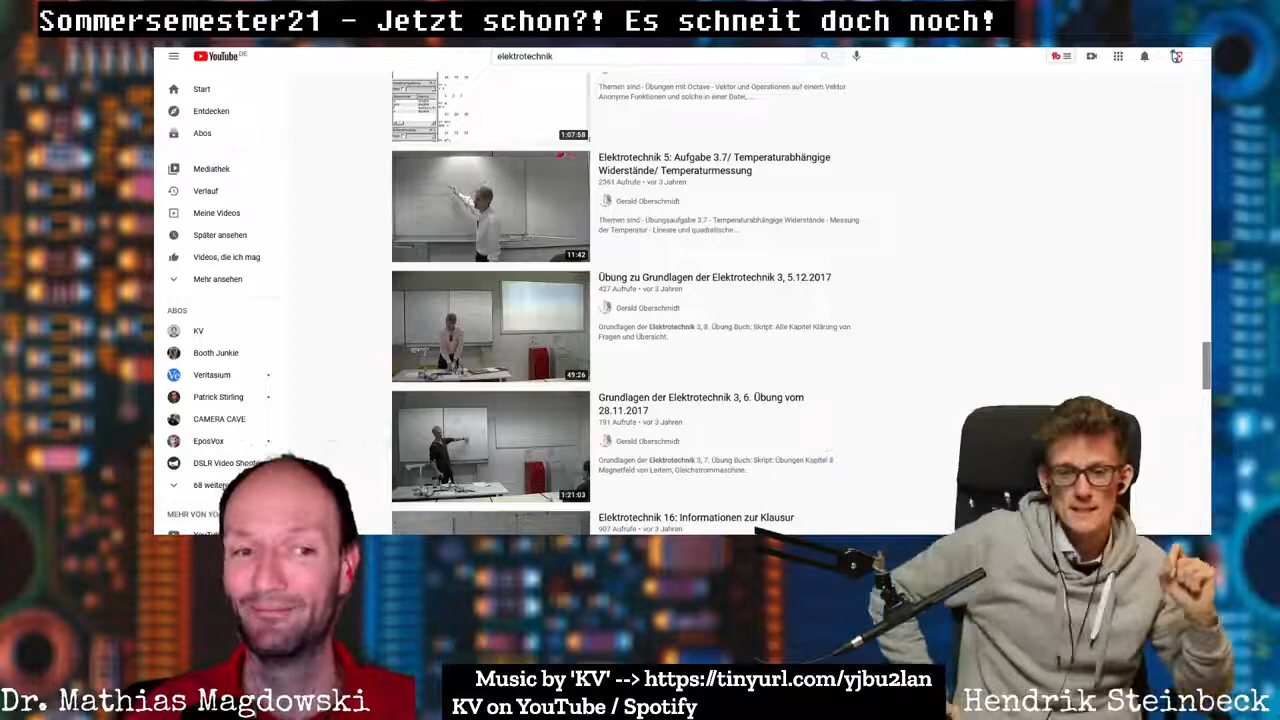 Sommersemester21 - Jetzt schon?! Es schneit doch noch!
YouTube DE
elektrotechnik
Start
Entdecken
Abos
Mediathek
Verlauf
Meine Videos
Später ansehen
Videos, die ich mag
Mehr ansehen
ABOS
KV
Booth Junkie
Veritasium
Patrick Stirling
CAMERA CAVE
EposVox
DSLR Video Shoote
68 weiter
MEHR VON YO
Themen sind - Übungen mit Octave - Vektor und Operationen auf einem Vektor
Anonyme Funktionen und solche in einer Datei,...
1:07:58
Elektrotechnik 5: Aufgabe 3.7/ Temperaturabhängige
Widerstände/ Temperaturmessung
2361 Aufrufe • vor 3 Jahren
Gerald Oberschmidt
Themen sind - Übungsaufgabe 3.7 - Temperaturabhängige Widerstände - Messung
der Temperatur - Lineare und quadratische...
11:42
Übung zu Grundlagen der Elektrotechnik 3, 5.12.2017
427 Aufrufe • vor 3 Jahren
Gerald Oberschmidt
Grundlagen der Elektrotechnik 3, 8. Übung Buch: Skript: Alle Kapitel Klärung von
Fragen und Übersicht.
49:26
Grundlagen der Elektrotechnik 3, 6. Übung vom
28.11.2017
191 Aufrufe • vor 3 Jahren
Gerald Oberschmidt
Grundlagen der Elektrotechnik 3, 7. Übung Buch: Skript: Übungen Kapitel 8
Magnetfeld von Leitern, Gleichstrommaschine.
1:21:03
Elektrotechnik 16: Informationen zur Klausur
907 Aufrufe • vor 3 Jahren
Dr. Mathias Magdowski
Music by 'KV' --> https://tinyurl.com/yjbu2lan
KV on YouTube / Spotify
Hendrik Steinbeck